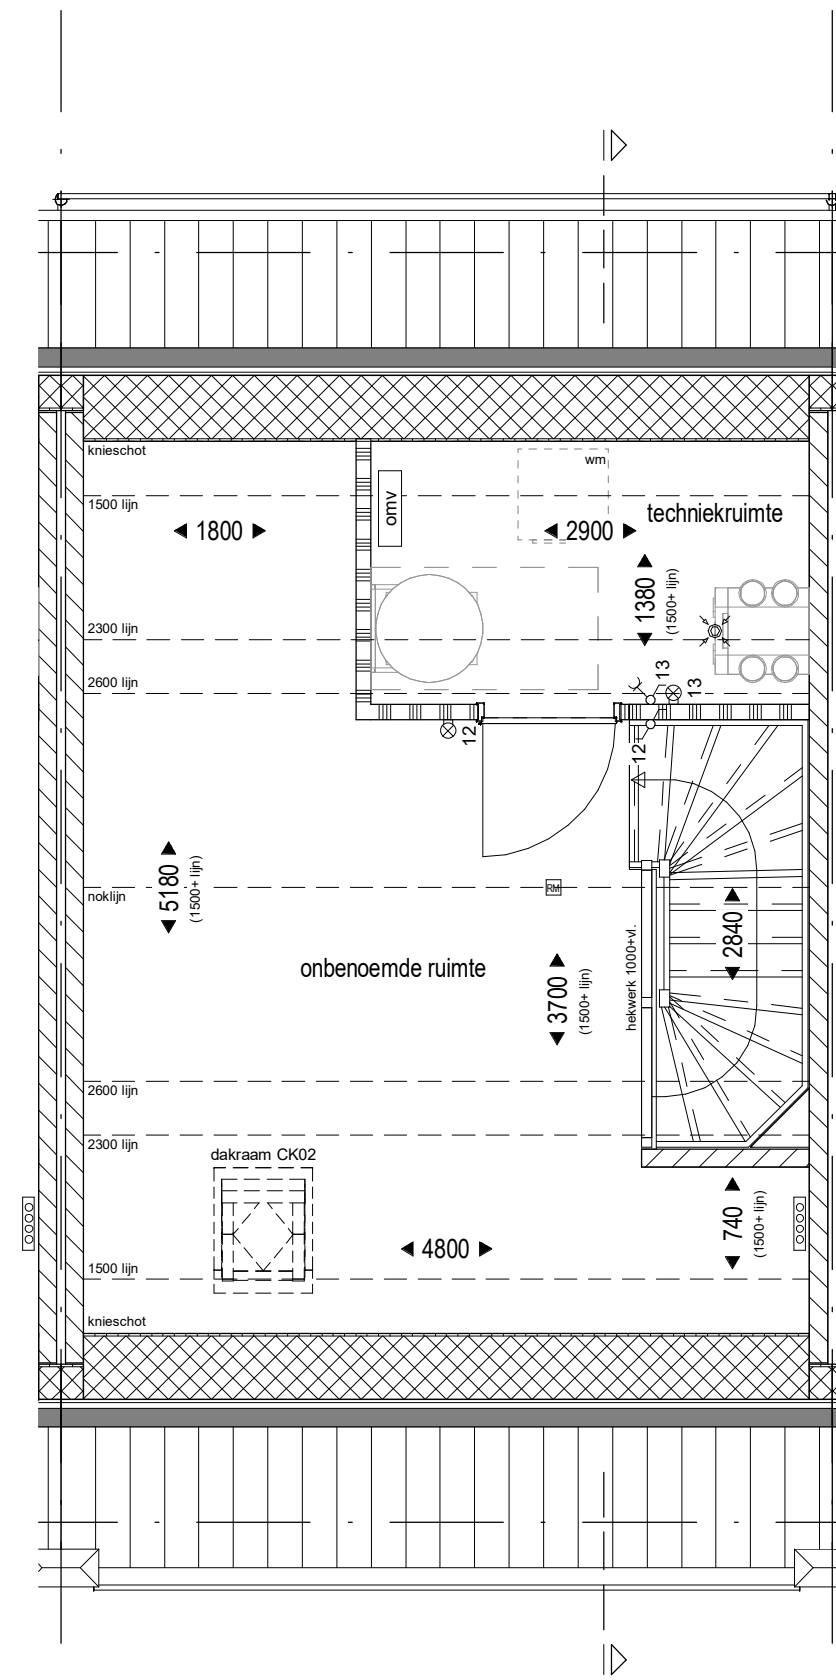 knieschot
wm
omv
1500 lijn
techniekruimte
1800
2900
1380
(1500+ lijn)
2300 lijn
2600 lijn
13
13
12
12
5180
(1500+ lijn)
noklijn
RM
2840
onbenoemde ruimte
hekwerk 1000+vl.
3700
(1500+ lijn)
2600 lijn
2300 lijn
dakraam CK02
740
(1500+ lijn)
4800
1500 lijn
knieschot